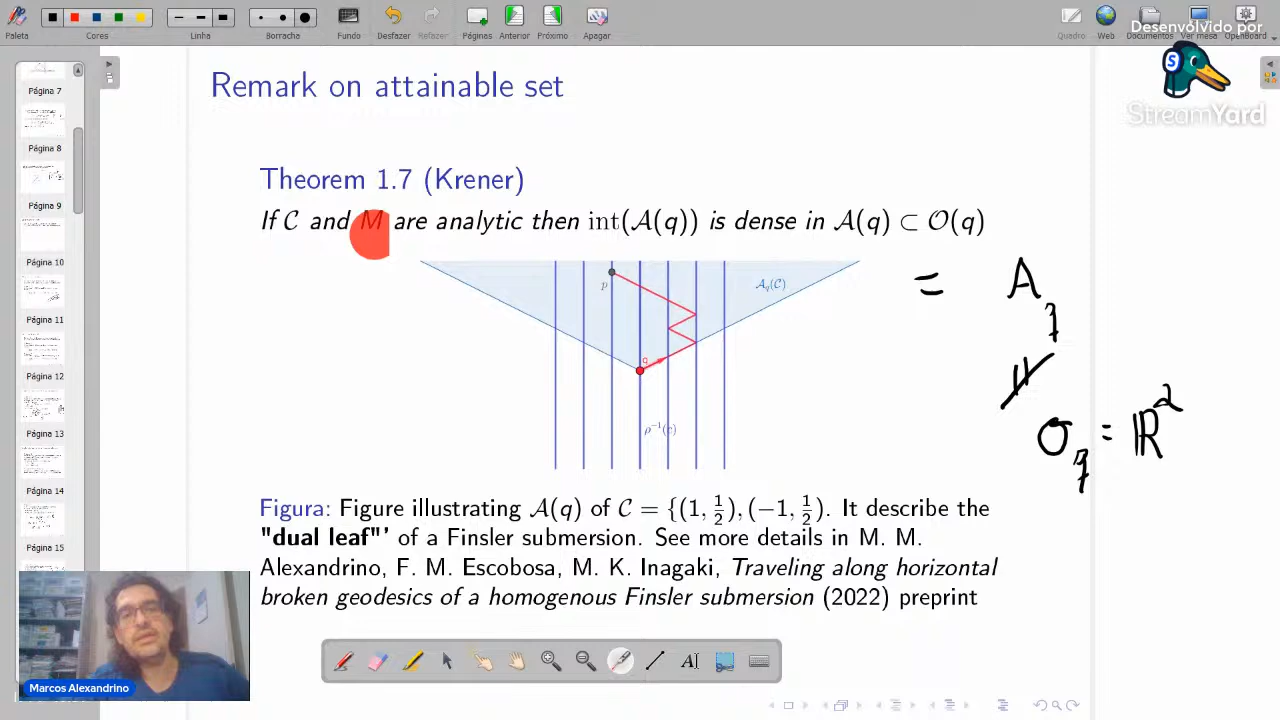 Paleta
Cores
Linha
Borracha
Fundo
Desfazer
Refazer
Páginas
Anterior
Próximo
Apagar
Quadro
Web
Documentos
Ver mesa
OpenBoard
Desenvolvido por
S
StreamYard
Página 7
Página 8
Página 9
Página 10
Página 11
Página 12
Página 13
Página 14
Página 15
Remark on attainable set
Theorem 1.7 (Krener)
If C and M are analytic then int(A(q)) is dense in A(q) ⊂ O(q)
p
A_q(C)
q
ρ⁻¹(c)
= A_q
≠
O_q = ℝ²
Figura: Figure illustrating A(q) of C = {(1, 1/2), (−1, 1/2). It describe the
"dual leaf"' of a Finsler submersion. See more details in M. M.
Alexandrino, F. M. Escobosa, M. K. Inagaki, Traveling along horizontal
broken geodesics of a homogenous Finsler submersion (2022) preprint
Marcos Alexandrino
A